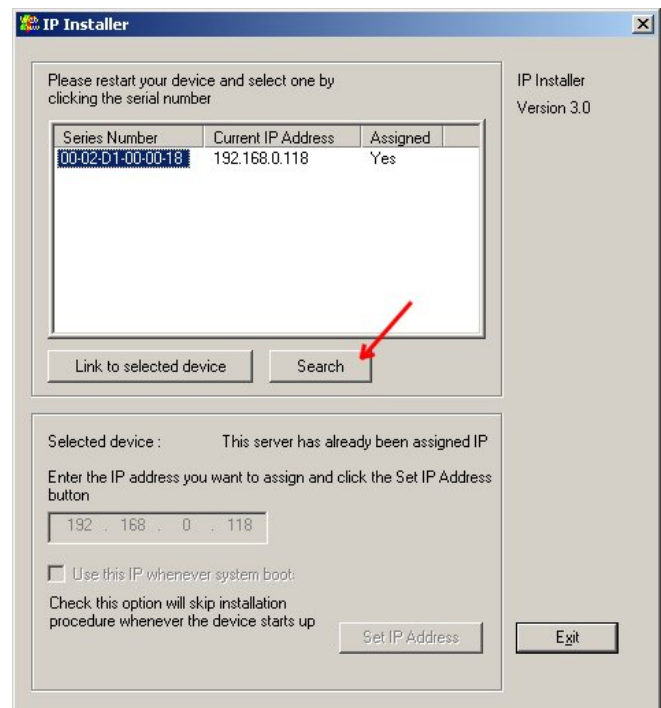 IP Installer
Please restart your device and select one by
clicking the serial number
IP Installer
Version 3.0
Series Number Current IP Address Assigned
00-02-D1-00-00-18 192.168.0.118 Yes
Link to selected device Search
Selected device : This server has already been assigned IP
Enter the IP address you want to assign and click the Set IP Address
button
192 . 168 . 0 . 118
Use this IP whenever system boot:
Check this option will skip installation
procedure whenever the device starts up
Set IP Address Exit